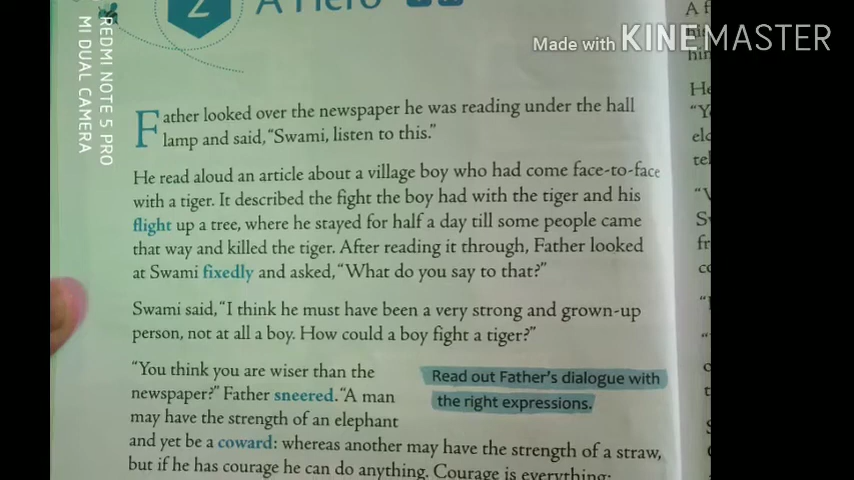 2 A Hero
Made with KINEMASTER
REDMI NOTE 5 PRO
MI DUAL CAMERA
Father looked over the newspaper he was reading under the hall
lamp and said, “Swami, listen to this.”
He read aloud an article about a village boy who had come face-to-face
with a tiger. It described the fight the boy had with the tiger and his
flight up a tree, where he stayed for half a day till some people came
that way and killed the tiger. After reading it through, Father looked
at Swami fixedly and asked, “What do you say to that?”
Swami said, “I think he must have been a very strong and grown-up
person, not at all a boy. How could a boy fight a tiger?”
“You think you are wiser than the
newspaper?” Father sneered. “A man
may have the strength of an elephant
and yet be a coward: whereas another may have the strength of a straw,
but if he has courage he can do anything. Courage is everything;
Read out Father’s dialogue with
the right expressions.